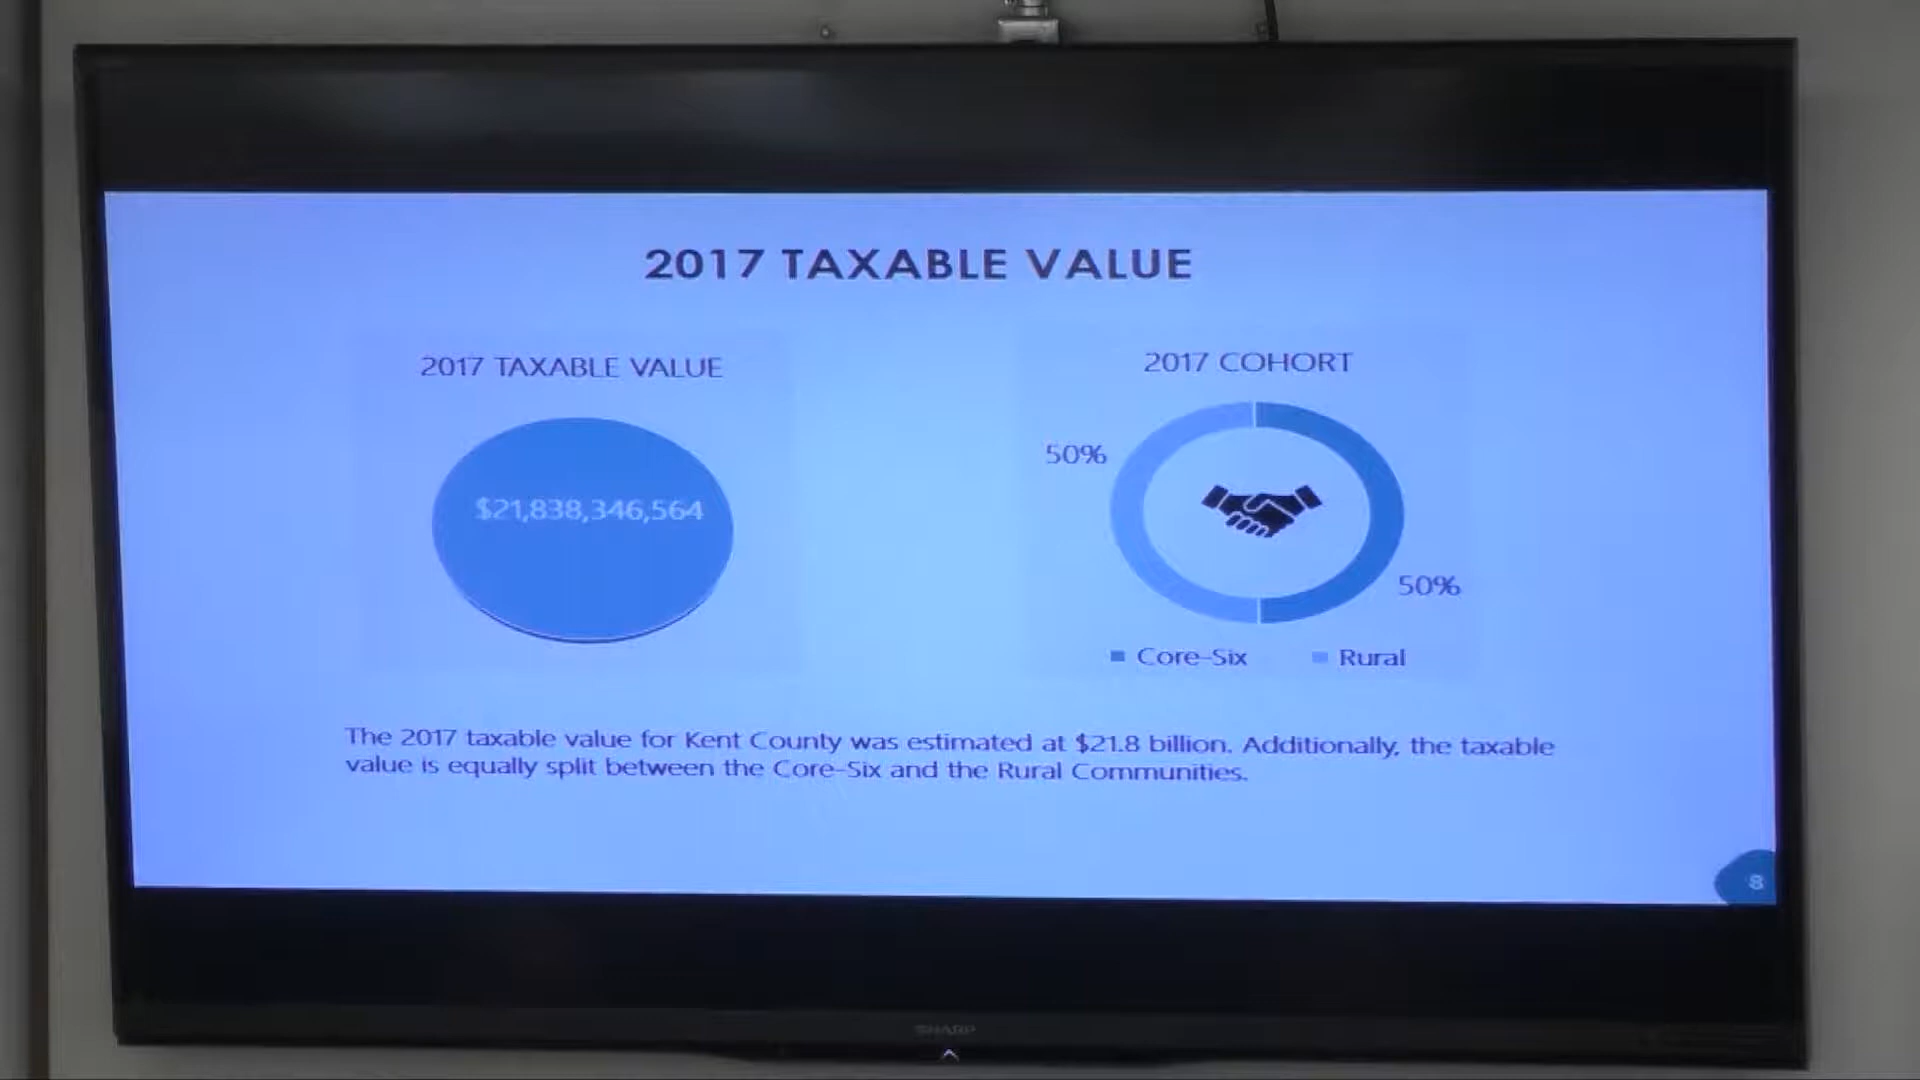 2017 TAXABLE VALUE
2017 TAXABLE VALUE
$21,838,346,564
2017 COHORT
50%
50%
Core-Six
Rural
The 2017 taxable value for Kent County was estimated at $21.8 billion. Additionally, the taxable
value is equally split between the Core-Six and the Rural Communities.
8
SHARP